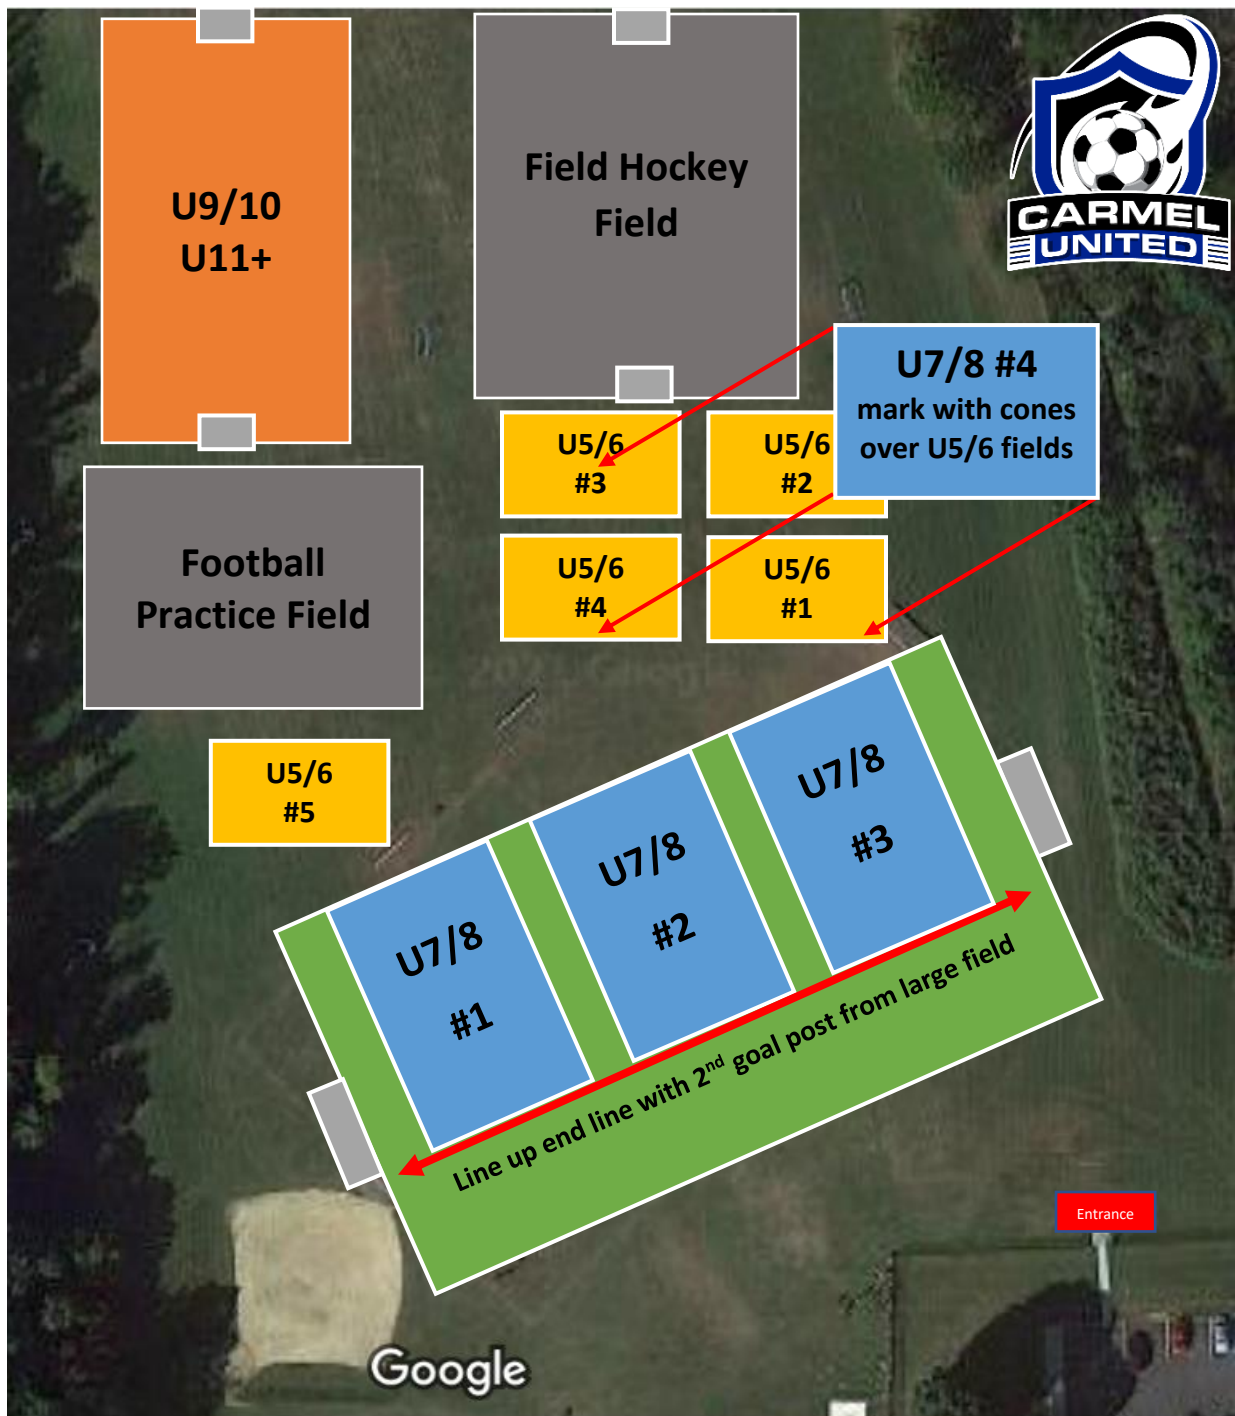 U9/10
U11+
Field Hockey
Field
CARMEL
UNITED
U7/8 #4
mark with cones
over U5/6 fields
U5/6
#3
U5/6
#2
Football
Practice Field
U5/6
#4
U5/6
#1
U5/6
#5
U7/8
#3
U7/8
#2
U7/8
#1
Line up end line with 2nd goal post from large field
Entrance
Google